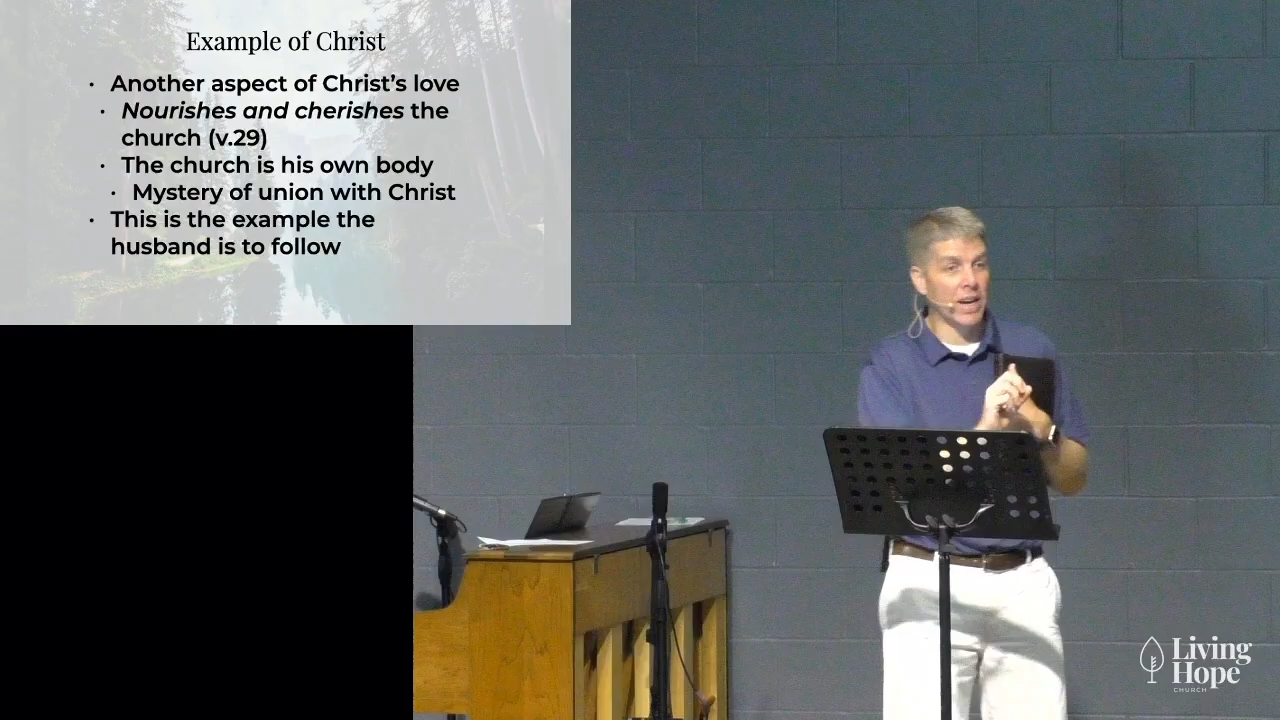 Example of Christ
• Another aspect of Christ's love
• Nourishes and cherishes the
church (v.29)
• The church is his own body
• Mystery of union with Christ
• This is the example the
husband is to follow
Living
Hope
CHURCH